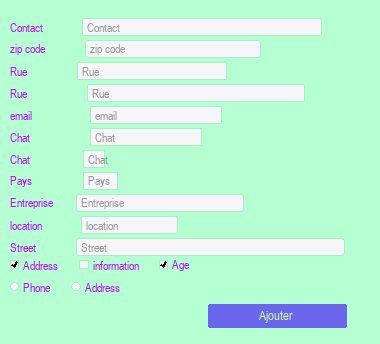 Contact Contact
zip code zip code
Rue Rue
Rue Rue
email email
Chat Chat
Chat Chat
Pays Pays
Entreprise Entreprise
location location
Street Street
Address information Age
Phone Address
Ajouter